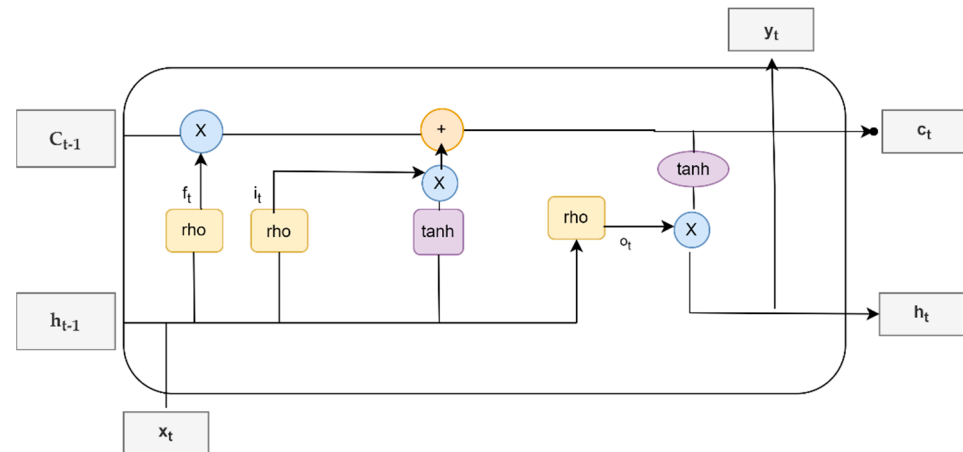 yₜ
Cₜ₋₁
X
+
cₜ
fₜ
iₜ
X
tanh
rho
rho
tanh
rho
oₜ
X
hₜ₋₁
hₜ
xₜ